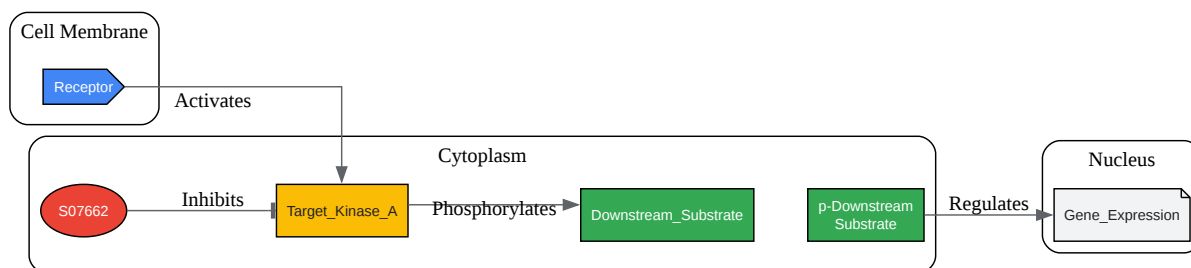 Cell Membrane
Receptor
Activates
Cytoplasm
S07662
Inhibits
Target_Kinase_A
Phosphorylates
Downstream_Substrate
p-Downstream
Substrate
Regulates
Nucleus
Gene_Expression